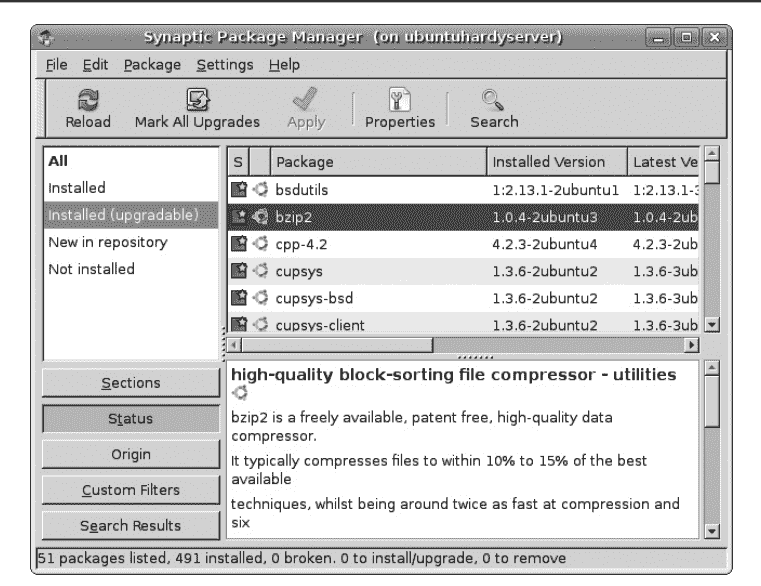 Synaptic Package Manager (on ubuntuhardyserver)
File Edit Package Settings Help
Reload Mark All Upgrades Apply Properties Search
All
Installed
Installed (upgradable)
New in repository
Not installed
S Package Installed Version Latest Ve
bsdutils 1:2.13.1-2ubuntu1 1:2.13.1-3
bzip2 1.0.4-2ubuntu3 1.0.4-2ub
cpp-4.2 4.2.3-2ubuntu4 4.2.3-2ub
cupsys 1.3.6-2ubuntu2 1.3.6-3ub
cupsys-bsd 1.3.6-2ubuntu2 1.3.6-3ub
cupsys-client 1.3.6-2ubuntu2 1.3.6-3ub
Sections
Status
Origin
Custom Filters
Search Results
high-quality block-sorting file compressor - utilities
bzip2 is a freely available, patent free, high-quality data
compressor.
It typically compresses files to within 10% to 15% of the best
available
techniques, whilst being around twice as fast at compression and
six
51 packages listed, 491 installed, 0 broken. 0 to install/upgrade, 0 to remove